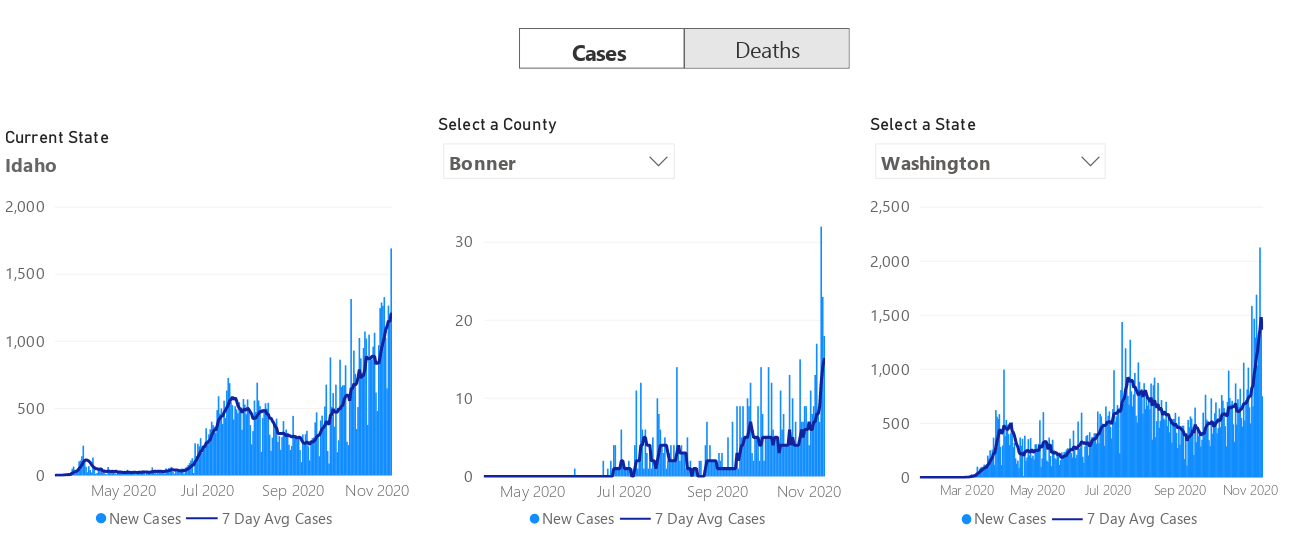 Cases Deaths
Current State
Idaho
2,000
1,500
1,000
500
0
May 2020 Jul 2020 Sep 2020 Nov 2020
New Cases 7 Day Avg Cases
Select a County
Bonner
30
20
10
0
May 2020 Jul 2020 Sep 2020 Nov 2020
New Cases 7 Day Avg Cases
Select a State
Washington
2,500
2,000
1,500
1,000
500
0
Mar 2020 May 2020 Jul 2020 Sep 2020 Nov 2020
New Cases 7 Day Avg Cases